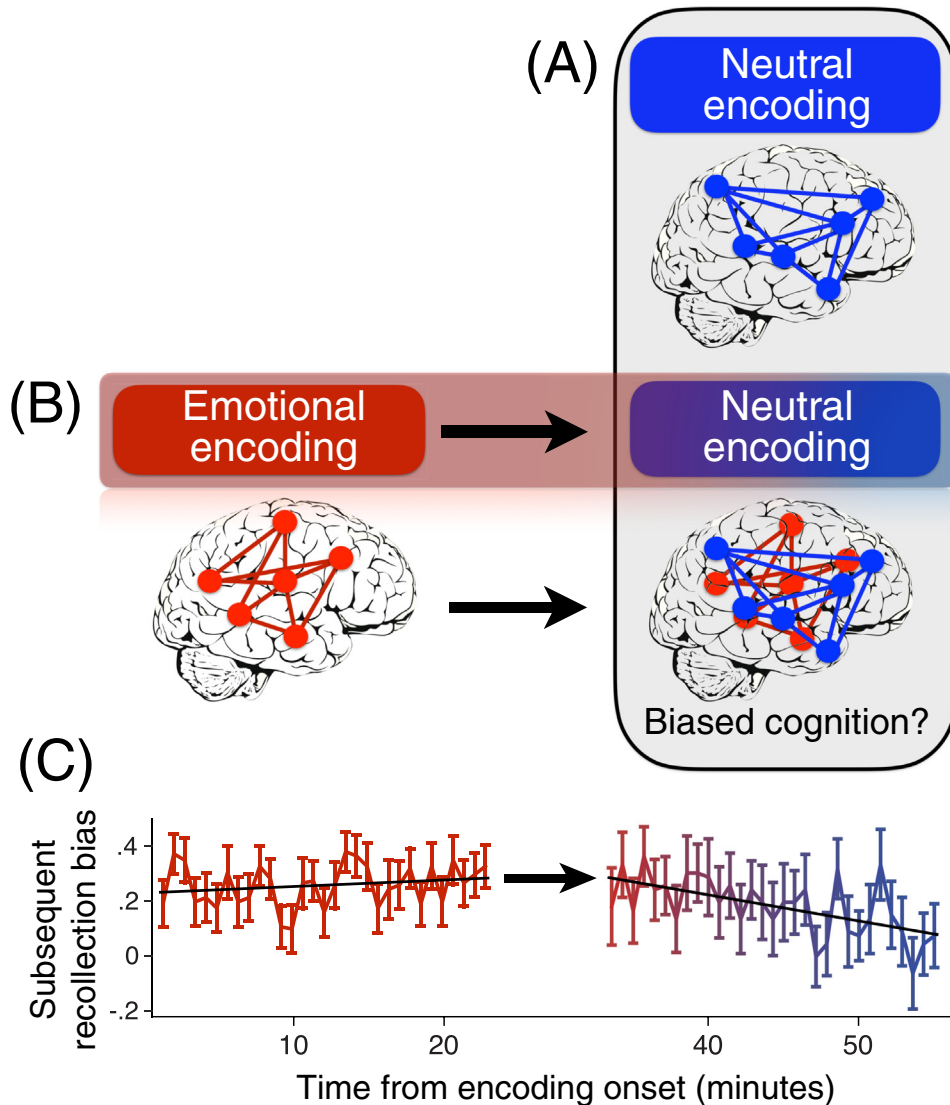 (A)
Neutral
encoding
(B)
Emotional
encoding
Neutral
encoding
Biased cognition?
(C)
Subsequent
recollection bias
.4
.2
0
-.2
10
20
40
50
Time from encoding onset (minutes)